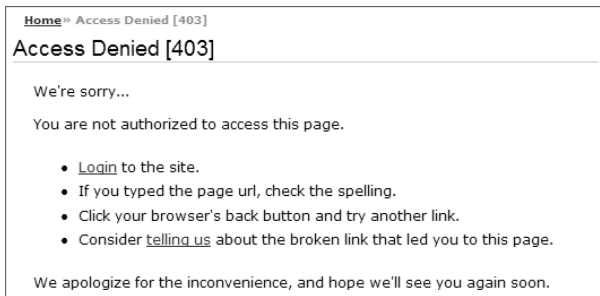 Home» Access Denied [403]
Access Denied [403]
We're sorry...
You are not authorized to access this page.
• Login to the site.
• If you typed the page url, check the spelling.
• Click your browser's back button and try another link.
• Consider telling us about the broken link that led you to this page.
We apologize for the inconvenience, and hope we'll see you again soon.